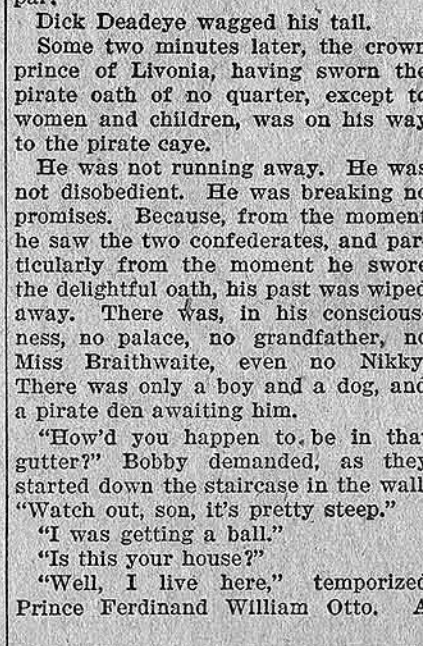 par.
Dick Deadeye wagged his tail.
Some two minutes later, the crown
prince of Livonia, having sworn the
pirate oath of no quarter, except to
women and children, was on his way
to the pirate caye.
He was not running away. He was
not disobedient. He was breaking no
promises. Because, from the moment
he saw the two confederates, and par-
ticularly from the moment he swore
the delightful oath, his past was wiped
away. There was, in his conscious-
ness, no palace, no grandfather, no
Miss Braithwaite, even no Nikky.
There was only a boy and a dog, and
a pirate den awaiting him.
"How'd you happen to be in that
gutter?" Bobby demanded, as they
started down the staircase in the wall.
"Watch out, son, it's pretty steep."
"I was getting a ball."
"Is this your house?"
"Well, I live here," temporized
Prince Ferdinand William Otto. A